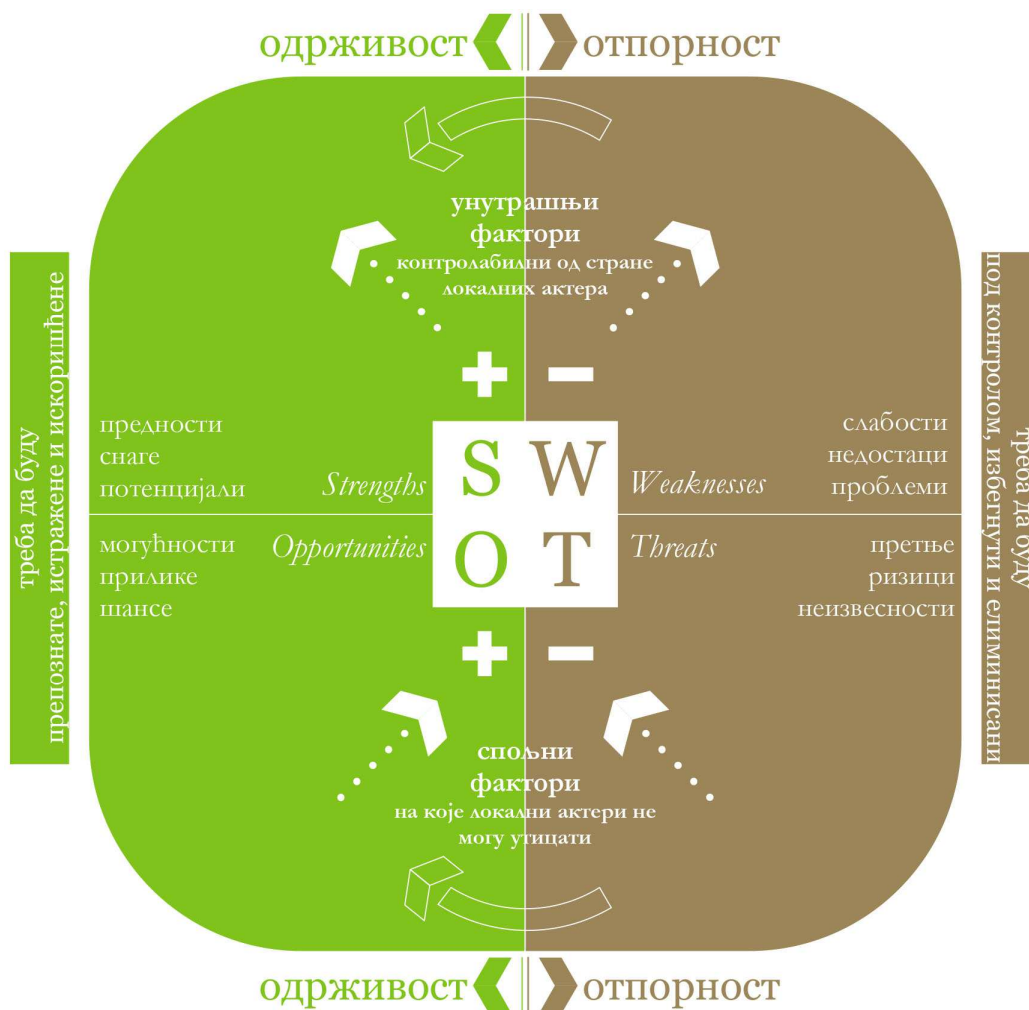 одрживост отпорност
унутрашњи
фактори
контролабилни од стране
локалних актера
треба да буду
препознате, истражене и искоришћене
предности
снаге
потенцијали
Strengths
S W
Weaknesses
слабости
недостаци
проблеми
могућности
прилике
шансе
Opportunities
O T
Threats
претње
ризици
неизвесности
треба да буду
под контролом, избегнути и елиминисани
спољни
фактори
на које локални актери не
могу утицати
одрживост отпорност